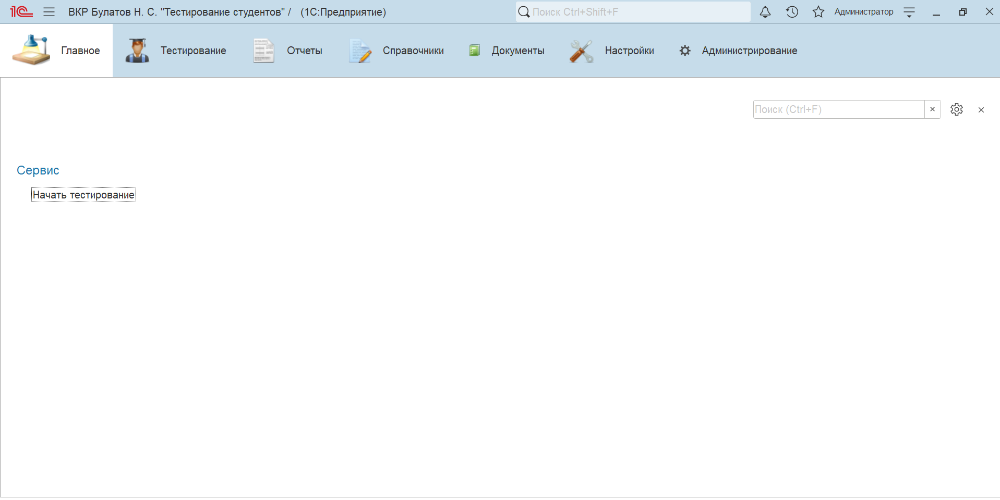 1С ВКР Булатов Н. С. "Тестирование студентов" / (1С:Предприятие) Поиск Ctrl+Shift+F Администратор
Главное Тестирование Отчеты Справочники Документы Настройки Администрирование
Поиск (Ctrl+F)
Сервис
Начать тестирование